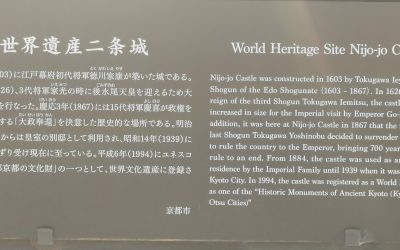 世界遺産二条城
03)に江戸幕府初代将軍徳川家康が築いた城である。
26)、3代将軍家光の時に後水尾天皇を迎えるため大
を行なった。慶応3年(1867)には15代将軍慶喜が政権を
する「大政奉還」を決意した歴史的な場所である。明治
からは皇室の別邸として利用され、昭和14年(1939)に
ずり受け現在に至っている。平成6年(1994)にユネスコ
京都の文化財」の一つとして、世界文化遺産に登録さ
京都市
World Heritage Site Nijo-jo C
Nijo-jo Castle was constructed in 1603 by Tokugawa Iey
Shogun of the Edo Shogunate (1603 - 1867). In 1626
reign of the third Shogun Tokugawa Iemitsu, the castl
increased in size for the Imperial visit by Emperor Go-
addition, it was here at Nijo-jo Castle in 1867 that the
last Shogun Tokugawa Yoshinobu decided to surrender
to rule the country to the Emperor, bringing 700 year
rule to an end. From 1884, the castle was used as an
residence by the Imperial Family until 1939 when it wa
Kyoto City. In 1994, the castle was registered as a World
as one of the "Historic Monuments of Ancient Kyoto (Ky
Otsu Cities)"